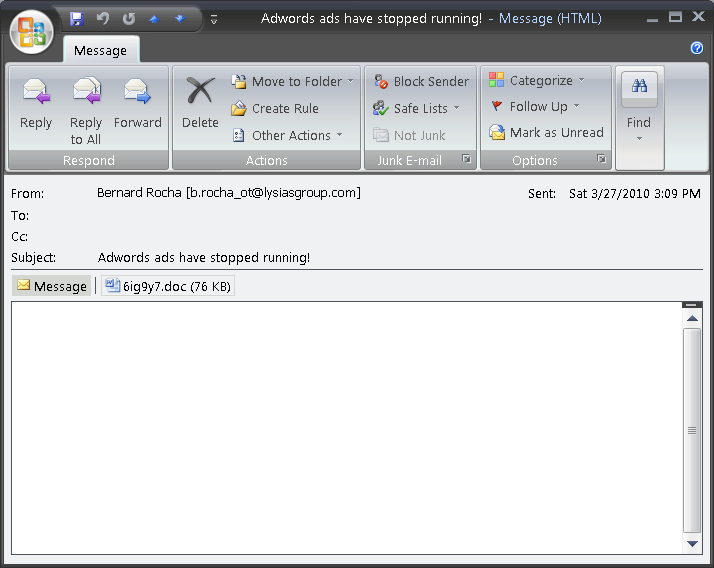 Adwords ads have stopped running! - Message (HTML)
Message
Reply
Reply to All
Forward
Respond
Delete
Move to Folder
Create Rule
Other Actions
Actions
Block Sender
Safe Lists
Not Junk
Junk E-mail
Categorize
Follow Up
Mark as Unread
Options
Find
From: Bernard Rocha [b.rocha_ot@lysiasgroup.com] Sent: Sat 3/27/2010 3:09 PM
To:
Cc:
Subject: Adwords ads have stopped running!
Message 6ig9y7.doc (76 KB)